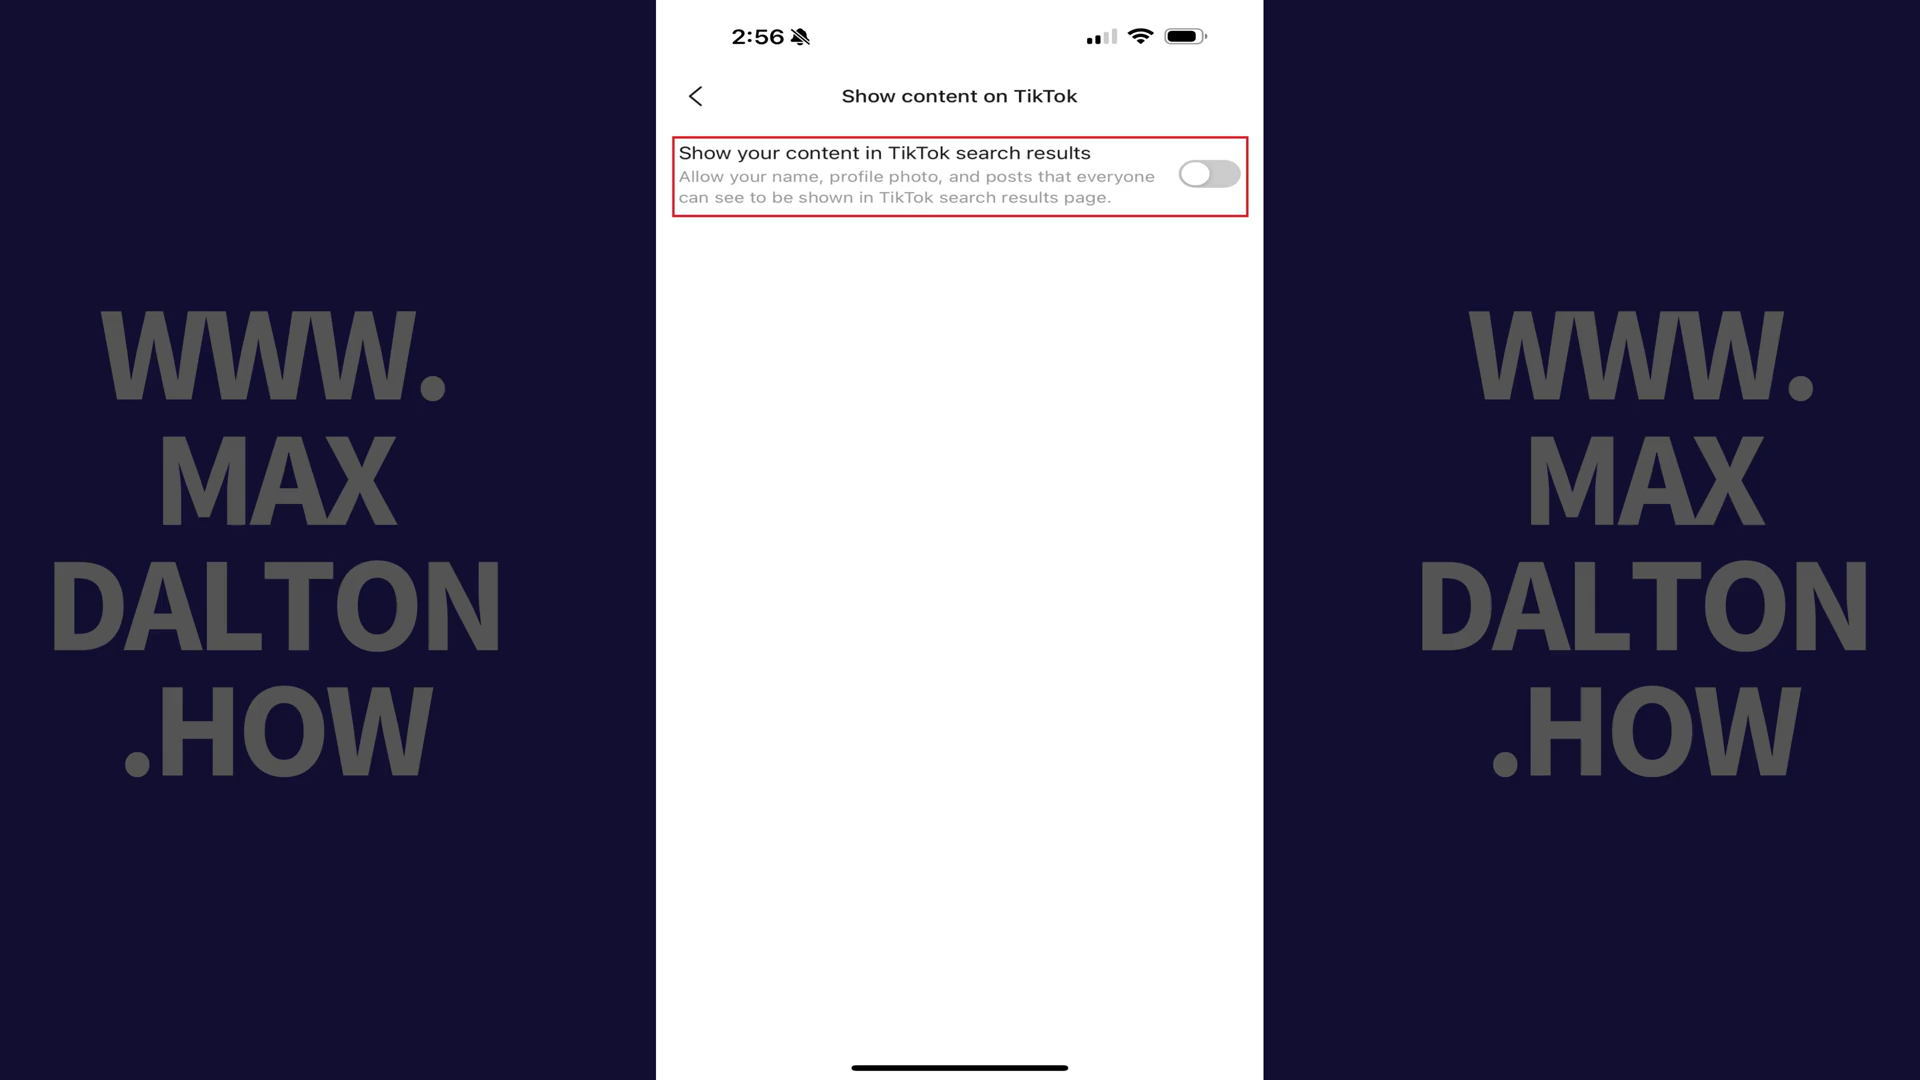 2:56
Show content on TikTok
Show your content in TikTok search results
Allow your name, profile photo, and posts that everyone
can see to be shown in TikTok search results page.
WWW.
MAX
DALTON
.HOW
WWW.
MAX
DALTON
.HOW